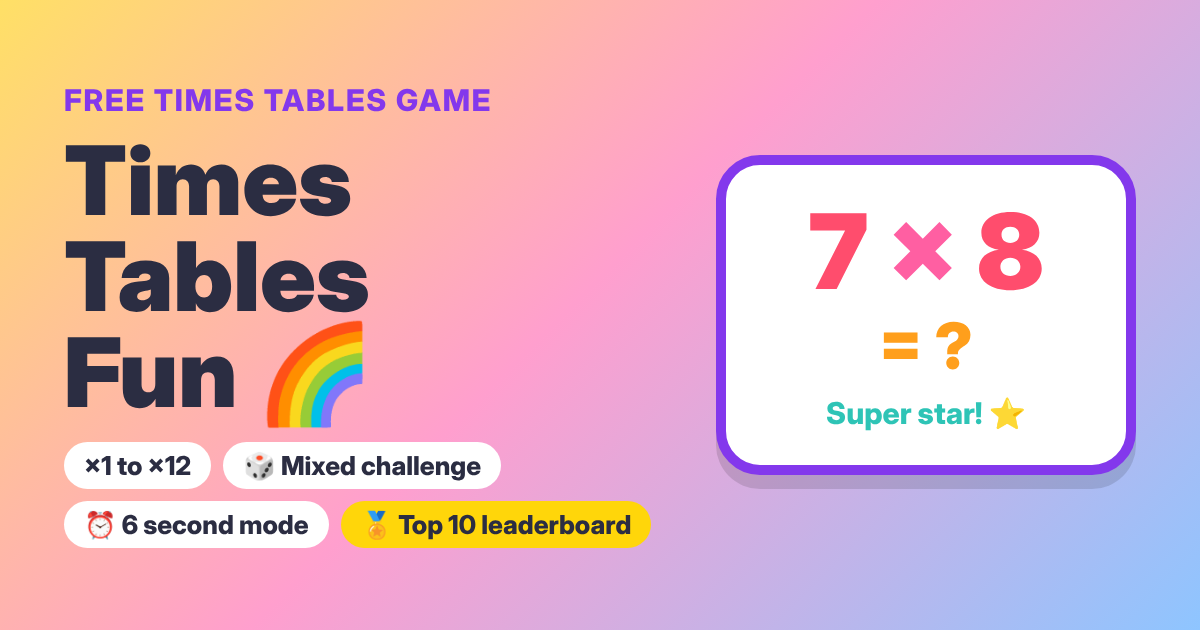 FREE TIMES TABLES GAME
Times
Tables
Fun 🌈
×1 to ×12
🎲 Mixed challenge
⏰ 6 second mode
🏅 Top 10 leaderboard
7 × 8
= ?
Super star! ⭐